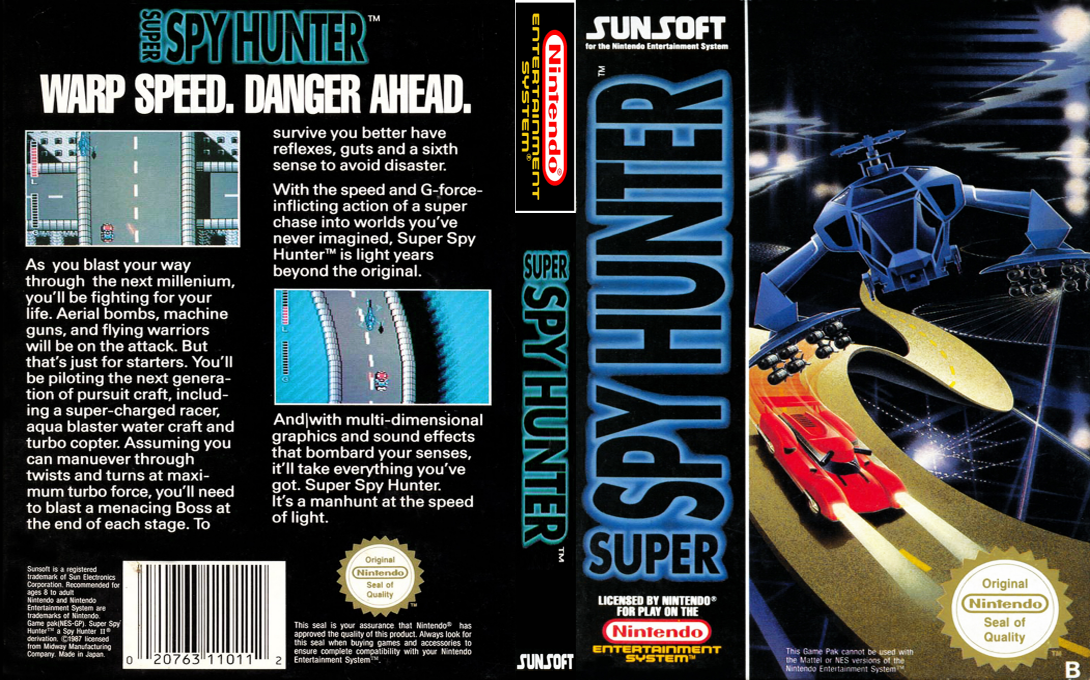 SUPER SPY HUNTER™
WARP SPEED. DANGER AHEAD.
As you blast your way
through the next millenium,
you'll be fighting for your
life. Aerial bombs, machine
guns, and flying warriors
will be on the attack. But
that's just for starters. You'll
be piloting the next genera-
tion of pursuit craft, includ-
ing a super-charged racer,
aqua blaster water craft and
turbo copter. Assuming you
can manuever through
twists and turns at maxi-
mum turbo force, you'll need
to blast a menacing Boss at
the end of each stage. To
survive you better have
reflexes, guts and a sixth
sense to avoid disaster.
With the speed and G-force-
inflicting action of a super
chase into worlds you've
never imagined, Super Spy
Hunter™ is light years
beyond the original.
And|with multi-dimensional
graphics and sound effects
that bombard your senses,
it'll take everything you've
got. Super Spy Hunter.
It's a manhunt at the speed
of light.
Sunsoft is a registered
trademark of Sun Electronics
Corporation. Recommended for
ages 8 to adult
Nintendo and Nintendo
Entertainment System are
trademarks of Nintendo.
Game pak(NES-GP). Super Spy
Hunter™ a Spy Hunter II®
derivation. ©1987 licensed
from Midway Manufacturing
Company. Made in Japan.
0 20763 11011 2
Original
Nintendo
Seal of
Quality
™
This seal is your assurance that Nintendo® has
approved the quality of this product. Always look for
this seal when buying games and accessories to
ensure complete compatibility with your Nintendo
Entertainment System™.
Nintendo®
ENTERTAINMENT
SYSTEM®
SUPER SPY HUNTER™
SUNSOFT
SUNSOFT
for the Nintendo Entertainment System
SUPER SPY HUNTER™
LICENSED BY NINTENDO®
FOR PLAY ON THE
Nintendo
ENTERTAINMENT
SYSTEM™
Original
Nintendo
Seal of
Quality
™
This Game Pak cannot be used with
the Mattel or NES versions of the
Nintendo Entertainment System™
B